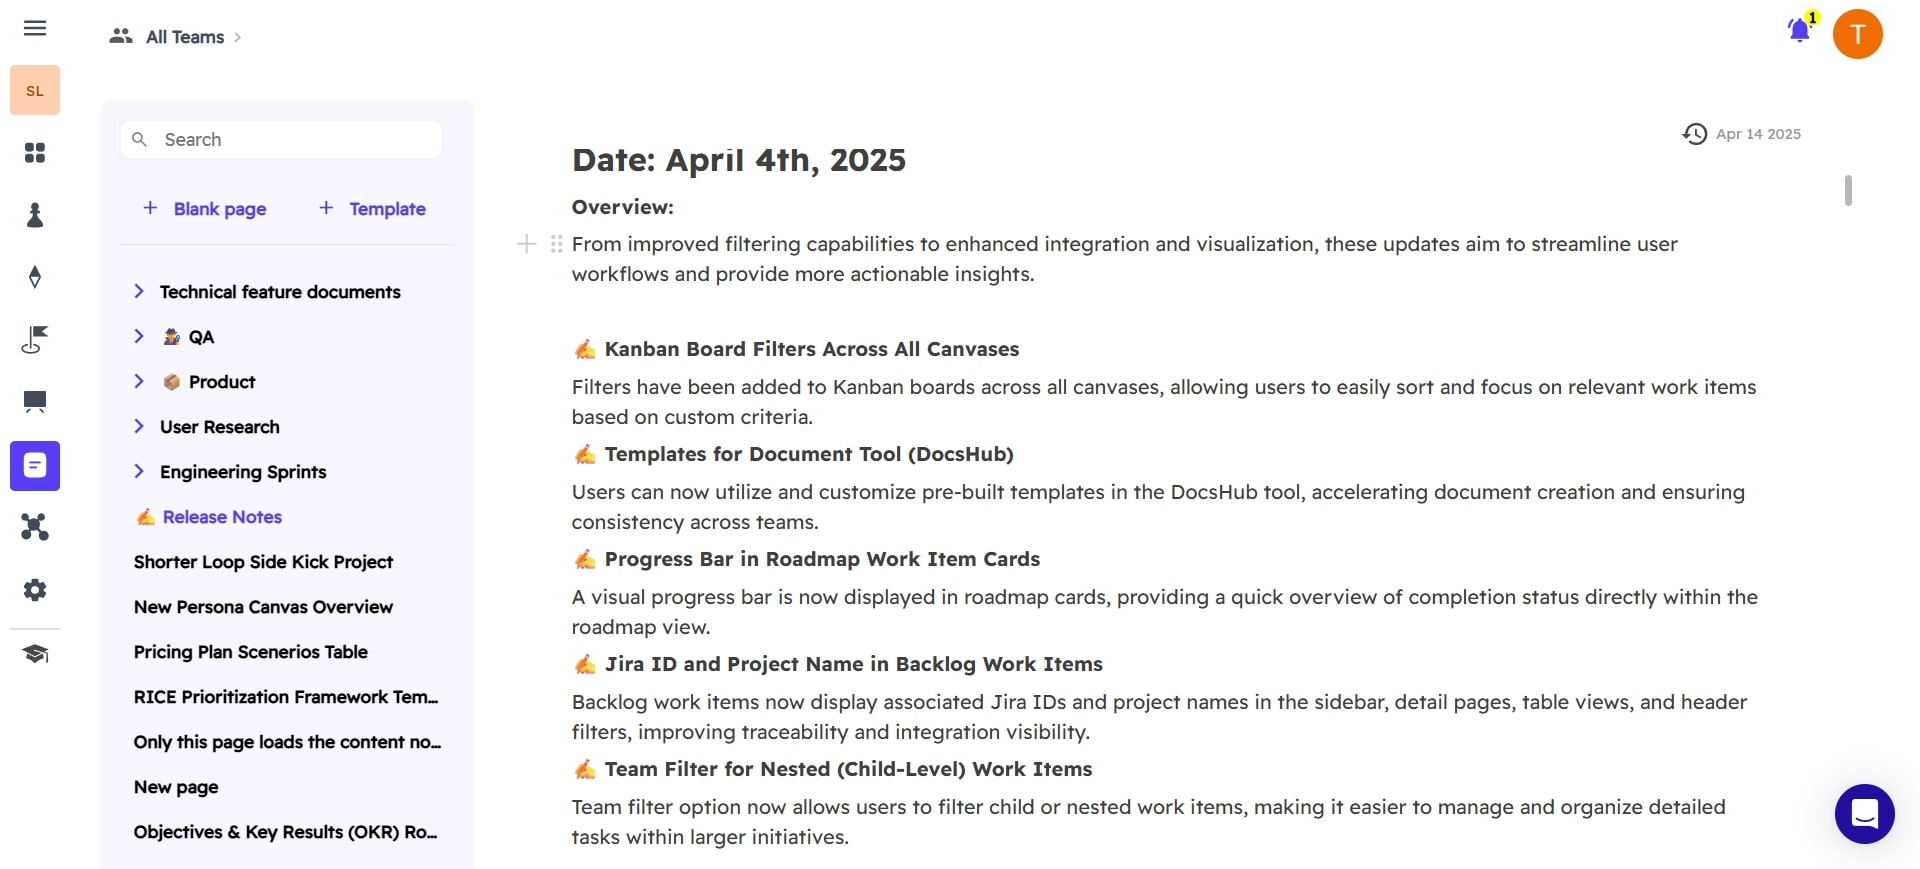 All Teams
1
T
SL
Search
Blank page
Template
Technical feature documents
QA
Product
User Research
Engineering Sprints
Release Notes
Shorter Loop Side Kick Project
New Persona Canvas Overview
Pricing Plan Scenerios Table
RICE Prioritization Framework Tem...
Only this page loads the content no...
New page
Objectives & Key Results (OKR) Ro...
Apr 14 2025
Date: April 4th, 2025
Overview:
From improved filtering capabilities to enhanced integration and visualization, these updates aim to streamline user
workflows and provide more actionable insights.
✍️ Kanban Board Filters Across All Canvases
Filters have been added to Kanban boards across all canvases, allowing users to easily sort and focus on relevant work items
based on custom criteria.
✍️ Templates for Document Tool (DocsHub)
Users can now utilize and customize pre-built templates in the DocsHub tool, accelerating document creation and ensuring
consistency across teams.
✍️ Progress Bar in Roadmap Work Item Cards
A visual progress bar is now displayed in roadmap cards, providing a quick overview of completion status directly within the
roadmap view.
✍️ Jira ID and Project Name in Backlog Work Items
Backlog work items now display associated Jira IDs and project names in the sidebar, detail pages, table views, and header
filters, improving traceability and integration visibility.
✍️ Team Filter for Nested (Child-Level) Work Items
Team filter option now allows users to filter child or nested work items, making it easier to manage and organize detailed
tasks within larger initiatives.